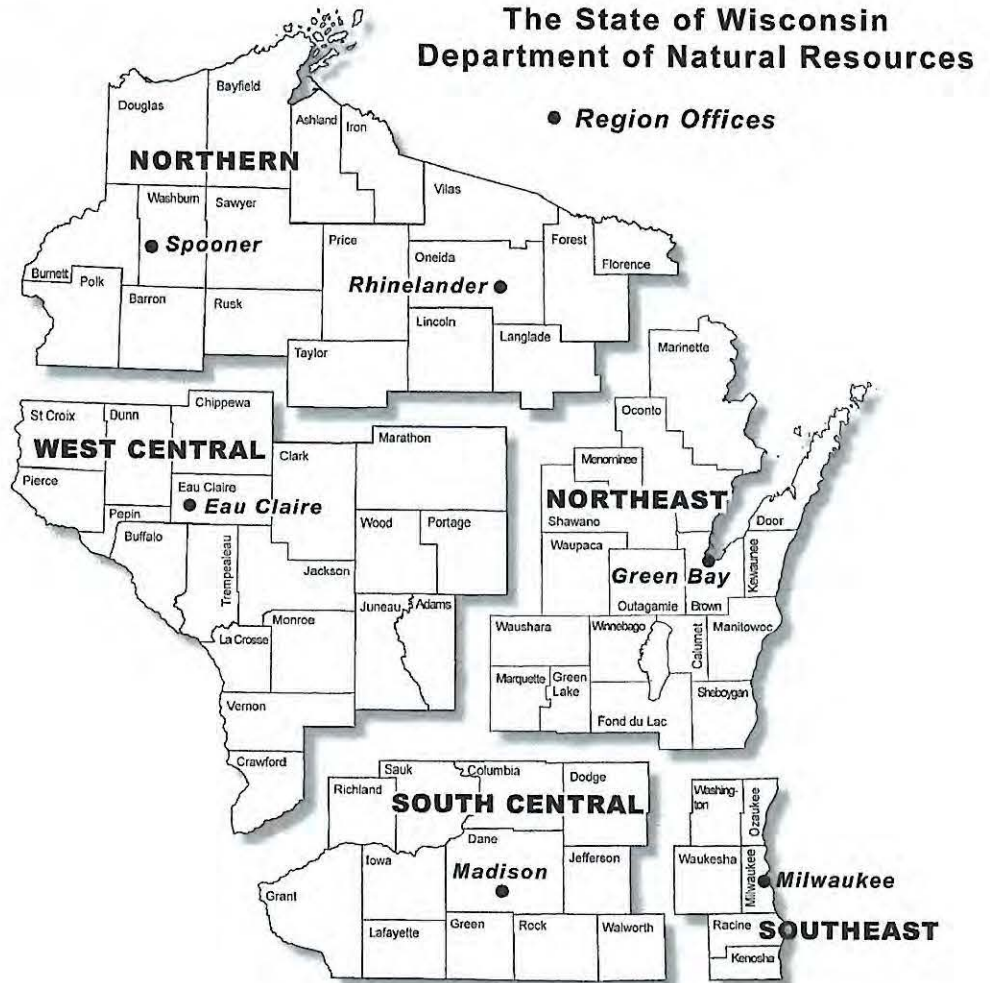 The State of Wisconsin
Department of Natural Resources
Region Offices
Bayfield
Douglas
Ashland
Iron
NORTHERN
Vilas
Washburn
Sawyer
Spooner
Price
Forest
Oneida
Florence
Burnett
Polk
Rhinelander
Barron
Rusk
Lincoln
Langlade
Taylor
Marinette
Chippewa
St Croix
Dunn
Oconto
WEST CENTRAL
Clark
Marathon
Menominee
Pierce
Eau Claire
Eau Claire
NORTHEAST
Pepin
Wood
Portage
Shawano
Door
Buffalo
Waupaca
Trempealeau
Jackson
Green Bay
Kewaunee
Juneau
Adams
Outagamie
Brown
Monroe
Waushara
Winnebago
Calumet
Manitowoc
La Crosse
Marquette
Green
Lake
Sheboygan
Vernon
Fond du Lac
Crawford
Sauk
Columbia
Dodge
Richland
SOUTH CENTRAL
Washing-
ton
Ozaukee
Dane
Iowa
Jefferson
Waukesha
Milwaukee
Madison
Milwaukee
Grant
Lafayette
Green
Rock
Walworth
Racine
SOUTHEAST
Kenosha